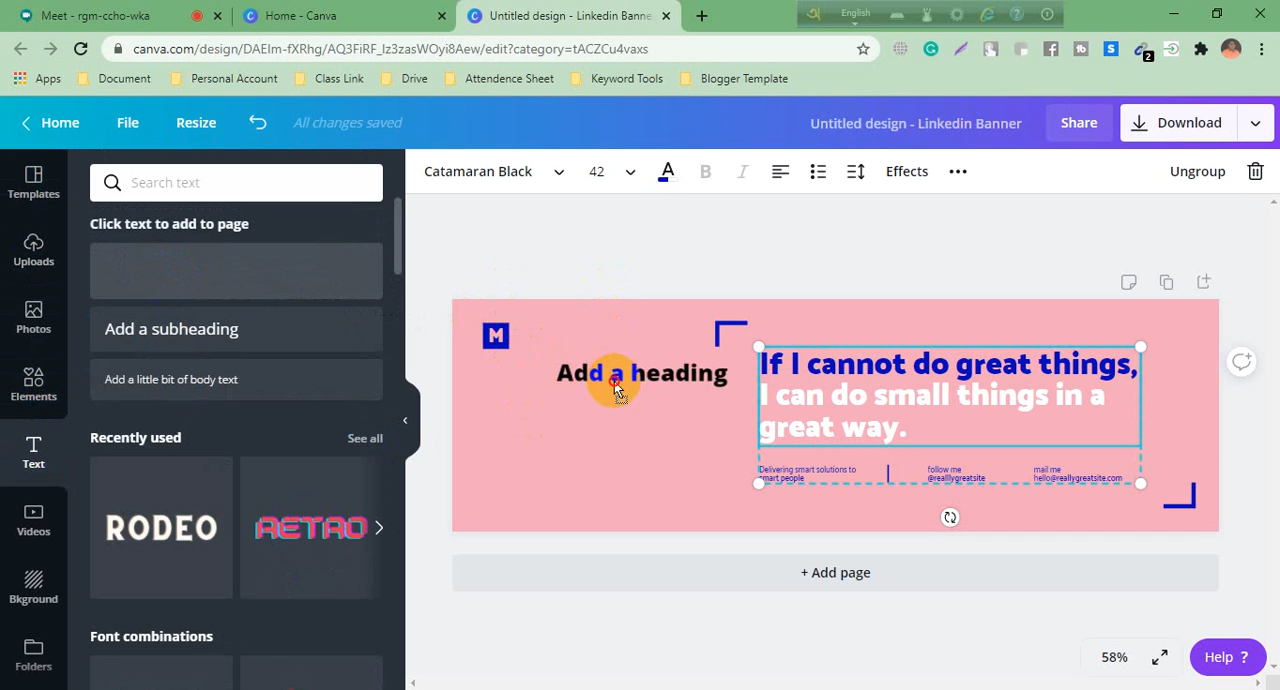 Meet - rgm-ccho-wka
Home - Canva
Untitled design - Linkedin Banne
English
canva.com/design/DAEIm-fXRhg/AQ3FiRF_Iz3zasWOyi8Aew/edit?category=tACZCu4vaxs
2
Apps
Document
Personal Account
Class Link
Drive
Attendence Sheet
Keyword Tools
Blogger Template
Home
File
Resize
All changes saved
Untitled design - Linkedin Banner
Share
Download
Templates
Uploads
Photos
Elements
Text
Videos
Bkground
Folders
Search text
Click text to add to page
Add a subheading
Add a little bit of body text
Recently used
See all
RODEO
RETRO
Font combinations
Catamaran Black
42
A
B
I
Effects
Ungroup
M
Add a heading
If I cannot do great things,
I can do small things in a
great way.
Delivering smart solutions to
smart people
follow me
@realllygreatsite
mail me
hello@reallygreatsite.com
+ Add page
58%
Help ?